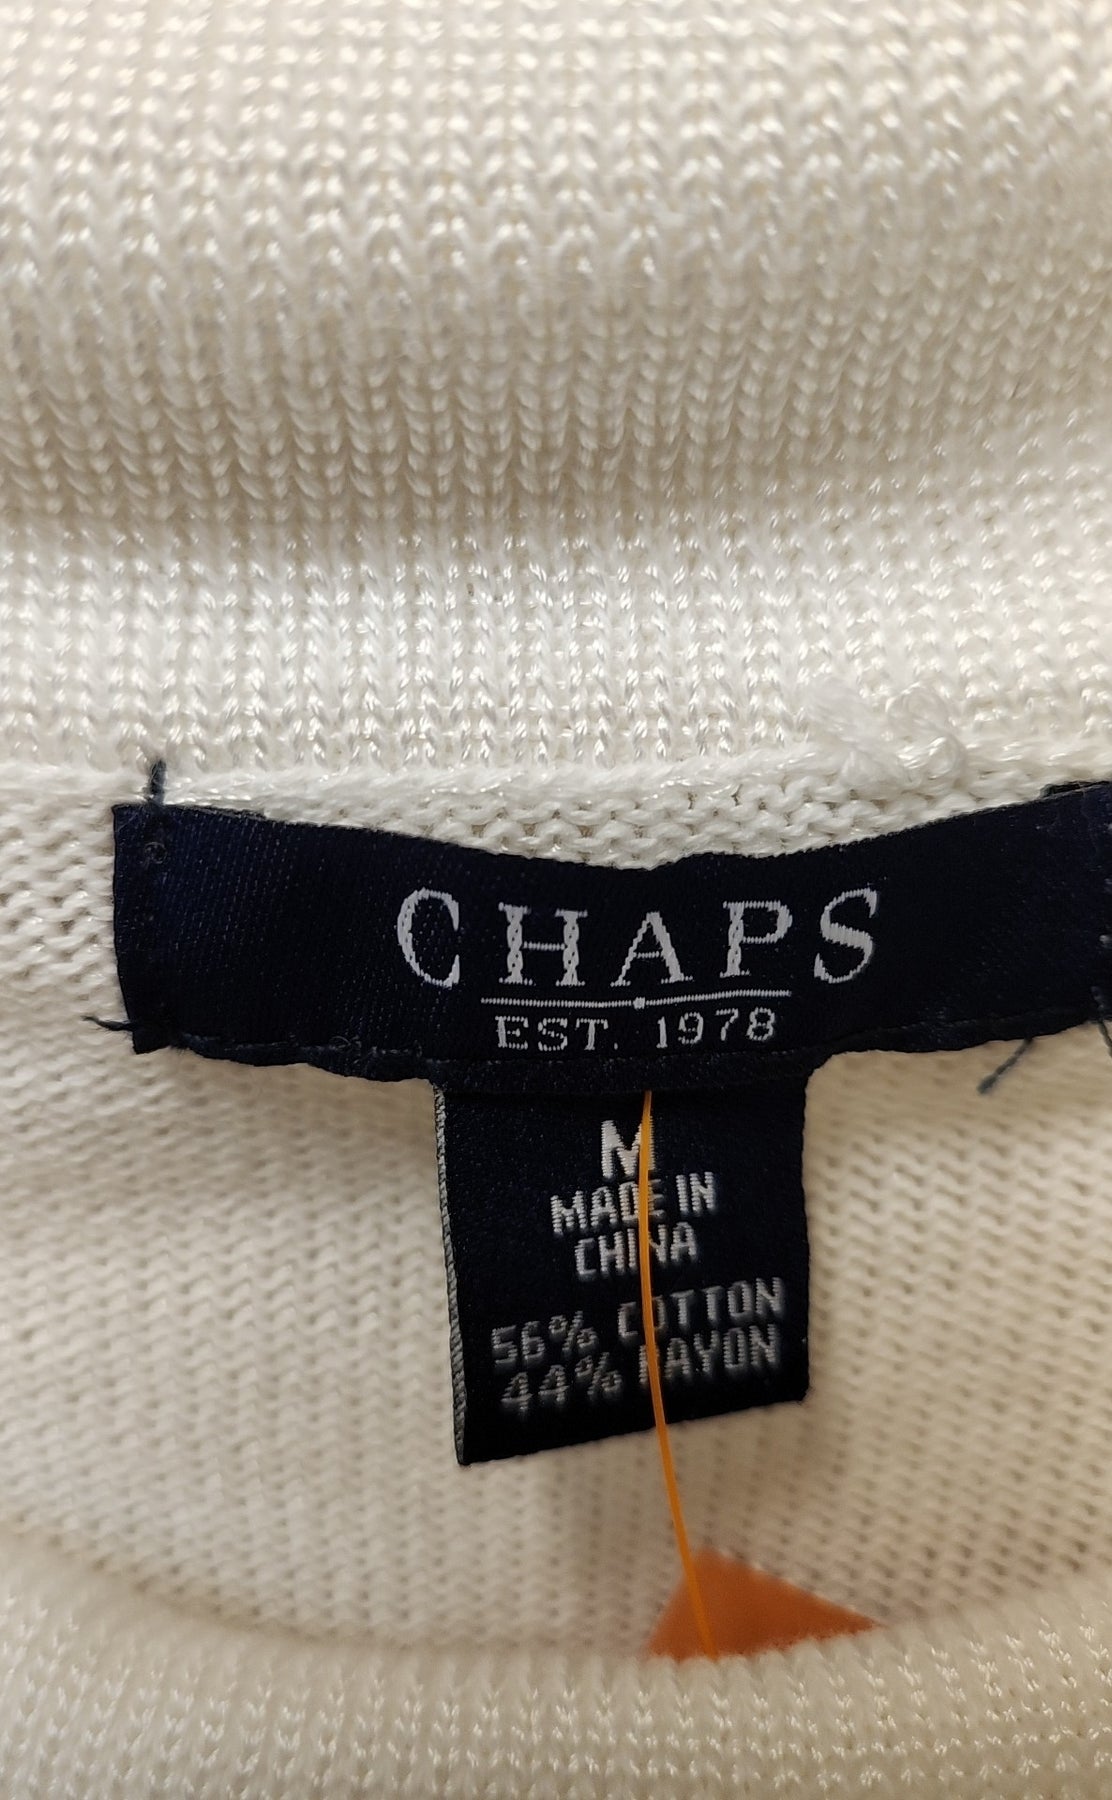 CHAPS
EST. 1978
M
MADE IN
CHINA
56% COTTON
44% RAYON